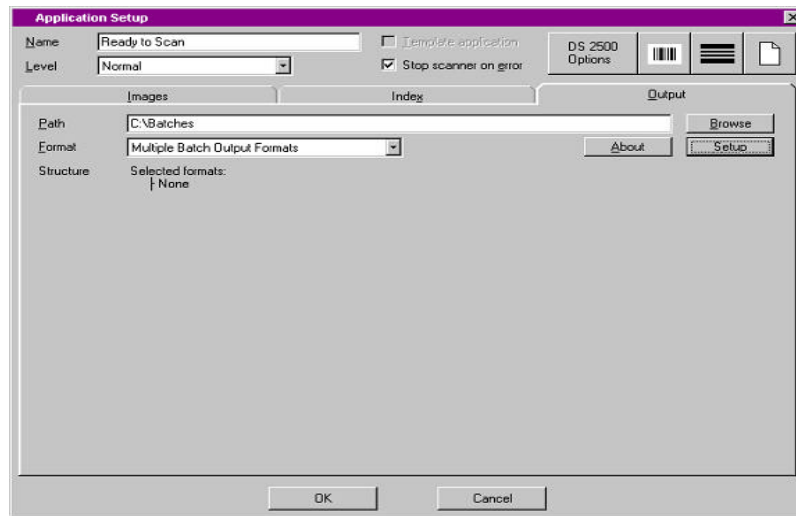 Application Setup
Name Ready to Scan Template application DS 2500
Options
Level Normal Stop scanner on error
Images Index Output
Path C:\Batches Browse
Format Multiple Batch Output Formats About Setup
Structure Selected formats:
None
OK Cancel